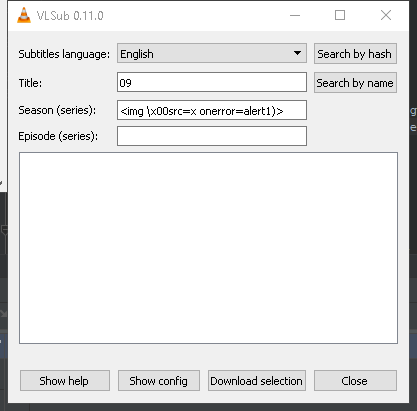 VLSub 0.11.0
Subtitles language: English Search by hash
Title: 09 Search by name
Season (series): <img \x00src=x onerror=alert1)>
Episode (series):
Show help Show config Download selection Close